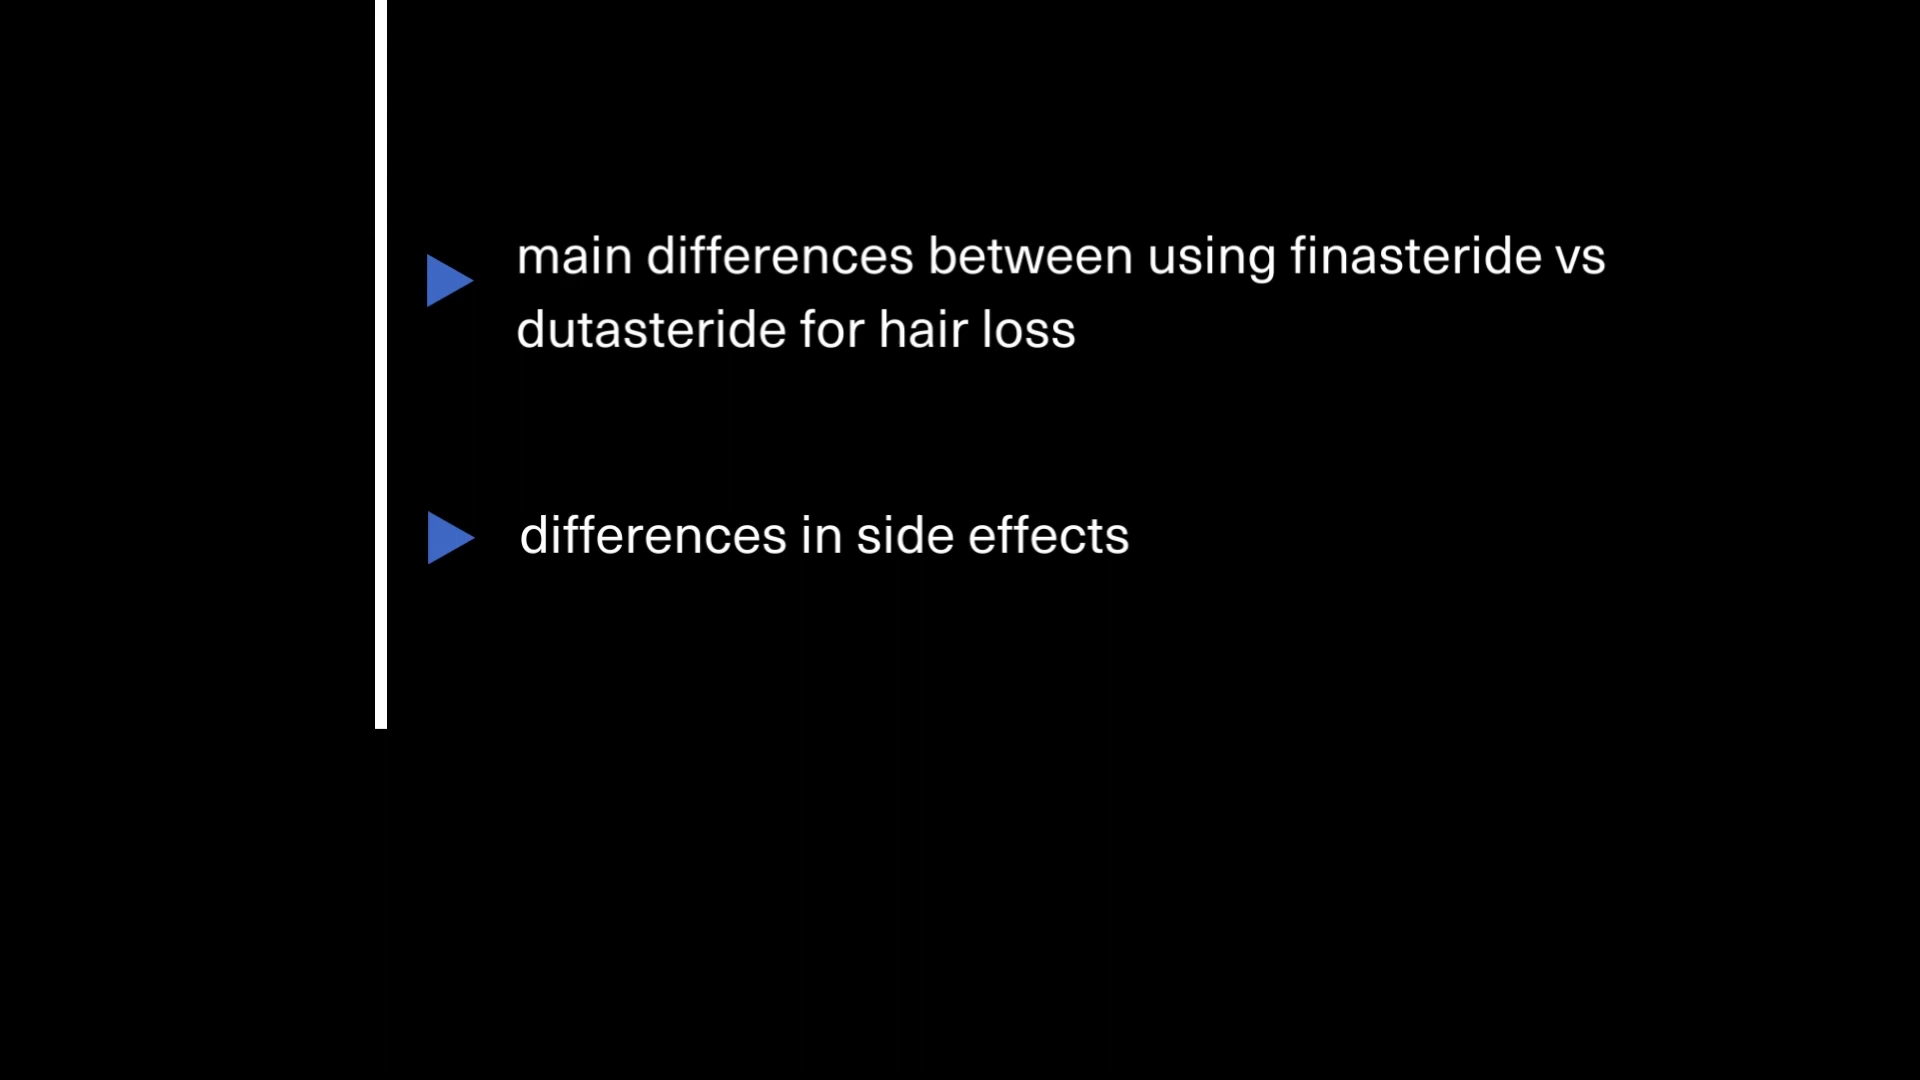 main differences between using finasteride vs
dutasteride for hair loss
differences in side effects